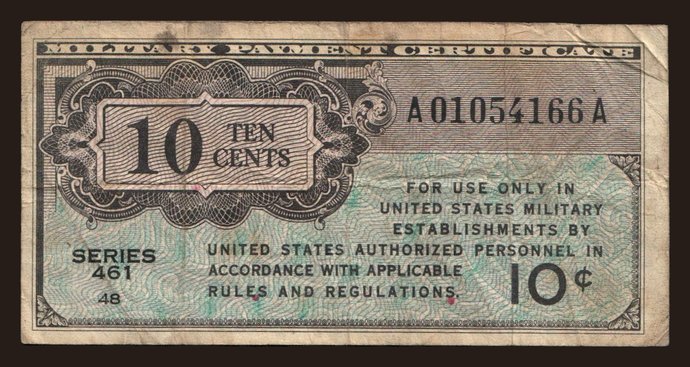 MILITARY PAYMENT CERTIFICATE
10 TEN CENTS
A01054166A
FOR USE ONLY IN
UNITED STATES MILITARY
ESTABLISHMENTS BY
UNITED STATES AUTHORIZED PERSONNEL IN
ACCORDANCE WITH APPLICABLE
RULES AND REGULATIONS.
SERIES
461
48
10¢